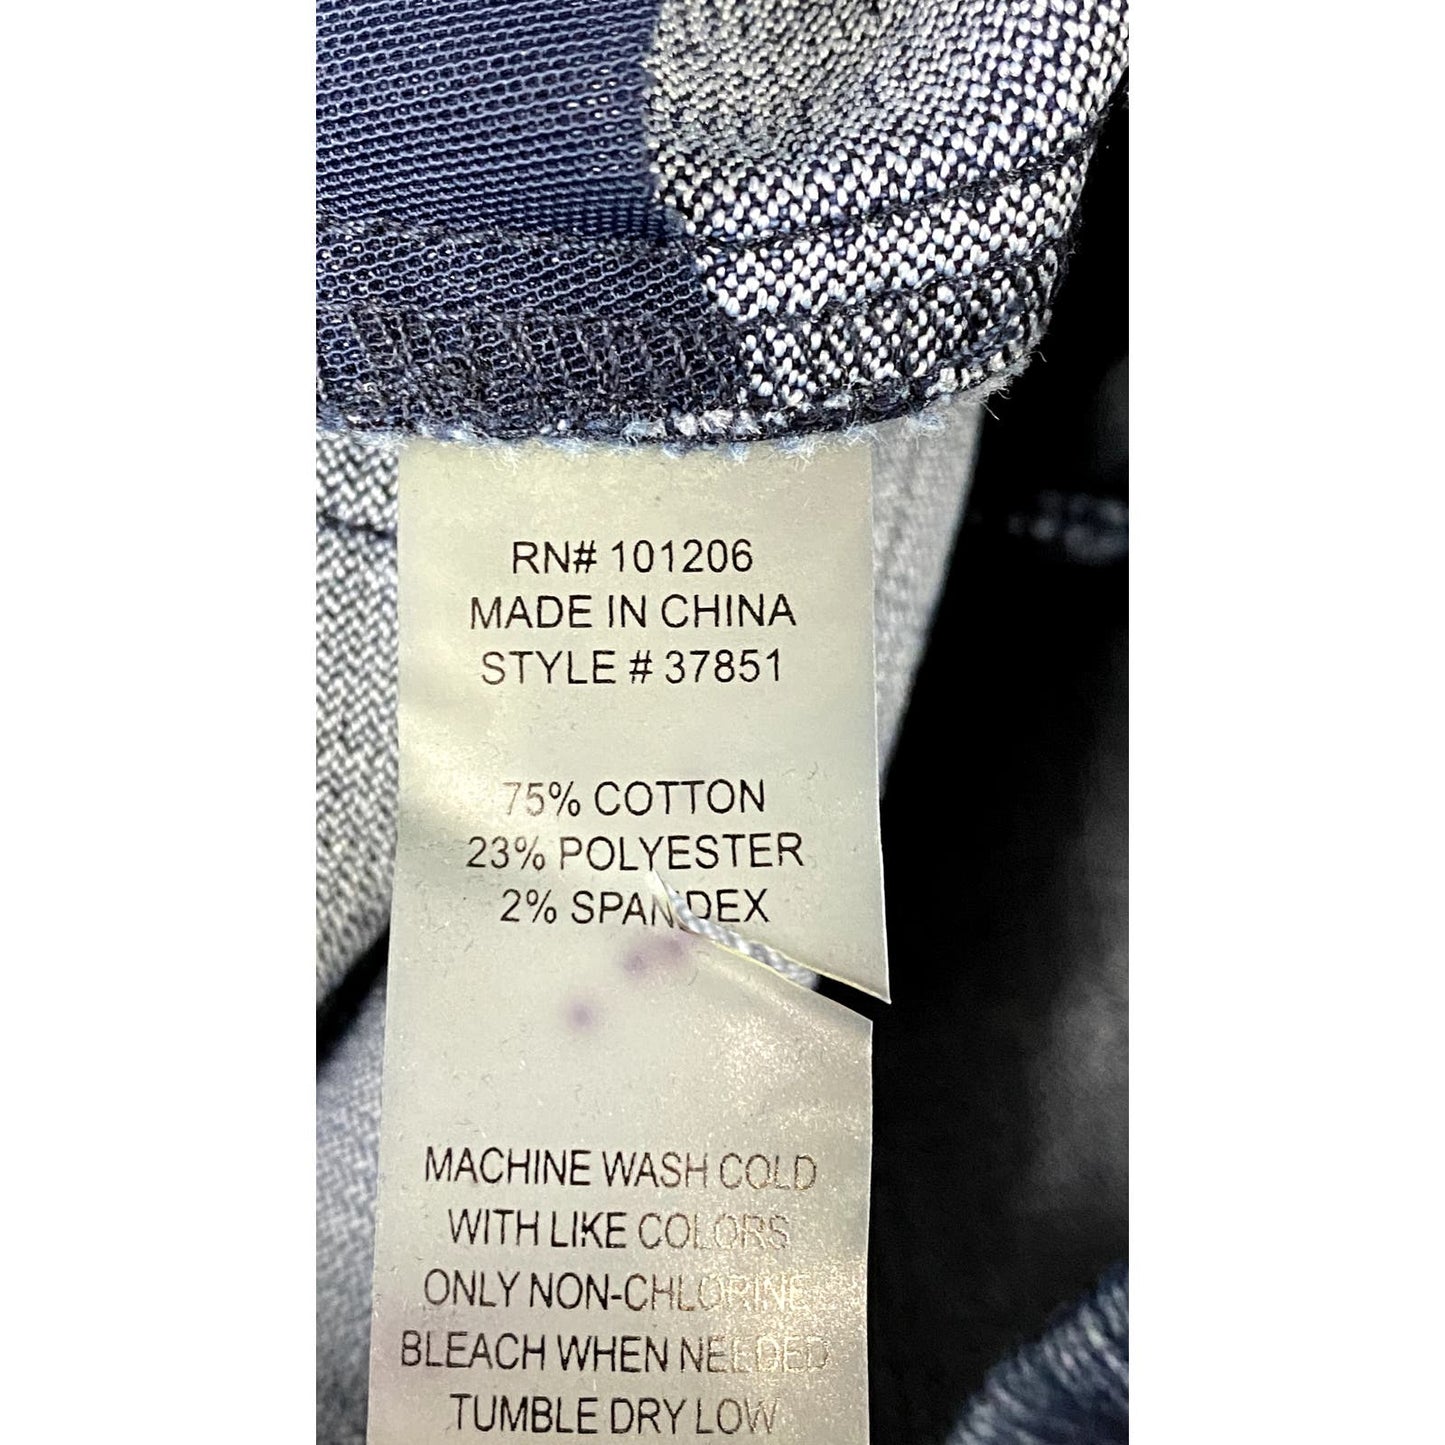 RN# 101206
MADE IN CHINA
STYLE # 37851
75% COTTON
23% POLYESTER
2% SPANDEX
MACHINE WASH COLD
WITH LIKE COLORS
ONLY NON-CHLORINE
BLEACH WHEN NEEDED
TUMBLE DRY LOW